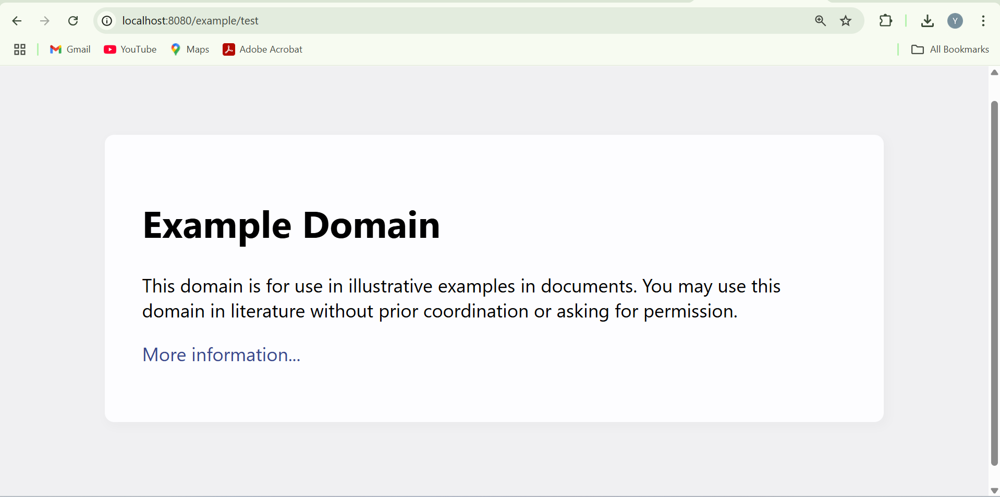 localhost:8080/example/test
Y
Gmail
YouTube
Maps
Adobe Acrobat
All Bookmarks
Example Domain
This domain is for use in illustrative examples in documents. You may use this
domain in literature without prior coordination or asking for permission.
More information...